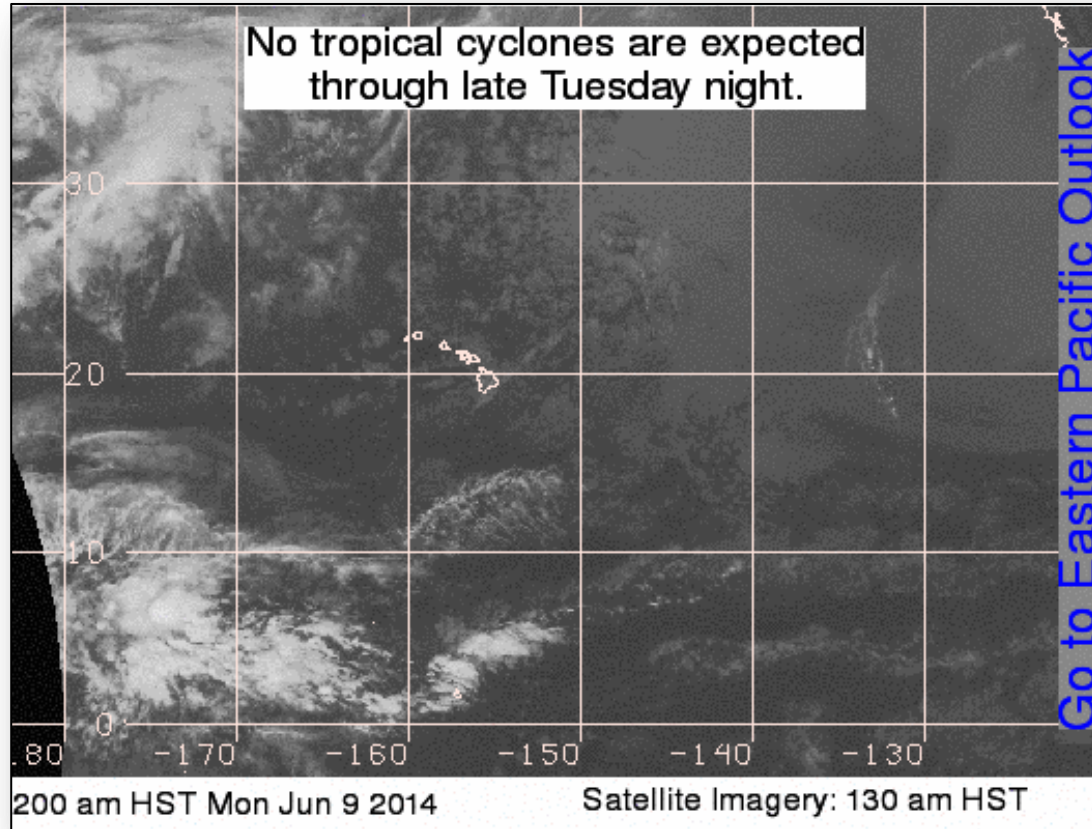 No tropical cyclones are expected
through late Tuesday night.
Go to Eastern Pacific Outlook
30
20
10
0
.80 -170 -160 -150 -140 -130
200 am HST Mon Jun 9 2014
Satellite Imagery: 130 am HST